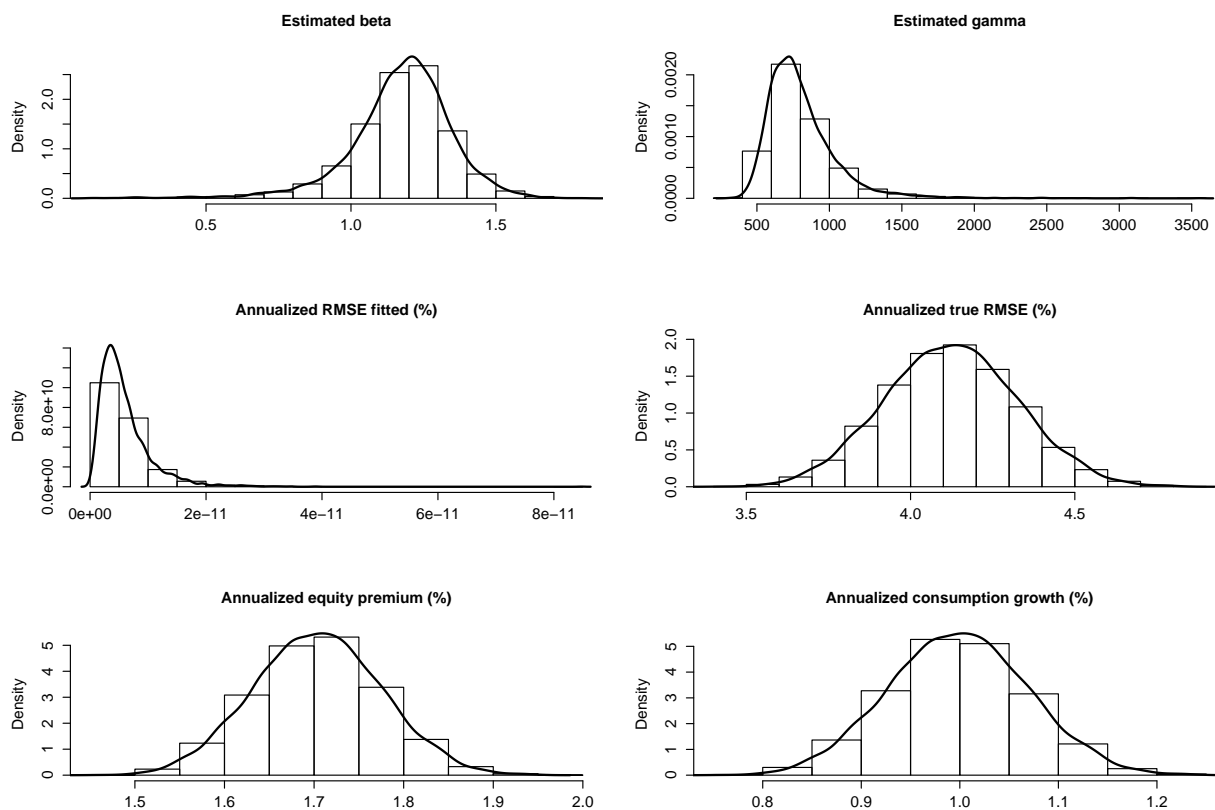 Estimated beta
Density
0.0 1.0 2.0
0.5 1.0 1.5
Estimated gamma
Density
0.0000 0.0010 0.0020
500 1000 1500 2000 2500 3000 3500
Annualized RMSE fitted (%)
Density
0.0e+00 8.0e+10
0e+00 2e−11 4e−11 6e−11 8e−11
Annualized true RMSE (%)
Density
0.0 0.5 1.0 1.5 2.0
3.5 4.0 4.5
Annualized equity premium (%)
Density
0 1 2 3 4 5
1.5 1.6 1.7 1.8 1.9 2.0
Annualized consumption growth (%)
Density
0 1 2 3 4 5
0.8 0.9 1.0 1.1 1.2